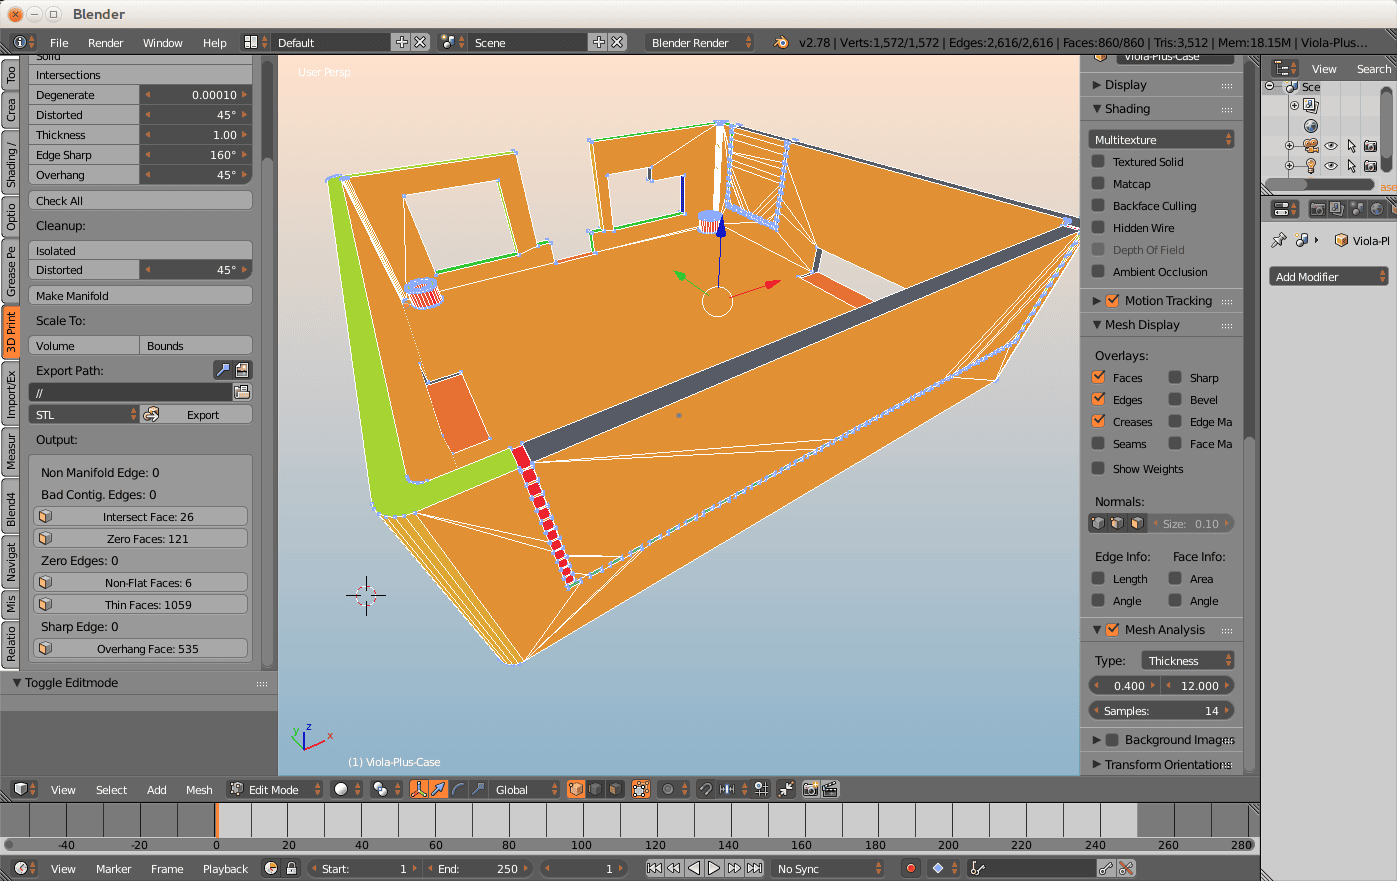 Blender
File Render Window Help Default Scene Blender Render v2.78 | Verts:1,572/1,572 | Edges:2,616/2,616 | Faces:860/860 | Tris:3,512 | Mem:18.15M | Viola-Plus...
Too
Crea
Shading /
Optio
Grease Pe
3D Print
Import/Ex
Measur
Blend4
Navigat
Mis
Relatio
Solid
Intersections
Degenerate 0.00010
Distorted 45°
Thickness 1.00
Edge Sharp 160°
Overhang 45°
Check All
Cleanup:
Isolated
Distorted 45°
Make Manifold
Scale To:
Volume Bounds
Export Path:
//
STL Export
Output:
Non Manifold Edge: 0
Bad Contig. Edges: 0
Intersect Face: 26
Zero Faces: 121
Zero Edges: 0
Non-Flat Faces: 6
Thin Faces: 1059
Sharp Edge: 0
Overhang Face: 535
Toggle Editmode
User Persp
z
y
x
(1) Viola-Plus-Case
Viola-Plus-Case
Display
Shading
Multitexture
Textured Solid
Matcap
Backface Culling
Hidden Wire
Depth Of Field
Ambient Occlusion
Motion Tracking
Mesh Display
Overlays:
Faces Sharp
Edges Bevel
Creases Edge Ma
Seams Face Ma
Show Weights
Normals:
Size: 0.10
Edge Info: Face Info:
Length Area
Angle Angle
Mesh Analysis
Type: Thickness
0.400 12.000
Samples: 14
Background Images
Transform Orientations
View Search
Sce
ase
Viola-Pl
Add Modifier
View Select Add Mesh Edit Mode Global
-40 -20 0 20 40 60 80 100 120 140 160 180 200 220 240 260 280
View Marker Frame Playback Start: 1 End: 250 1 No Sync